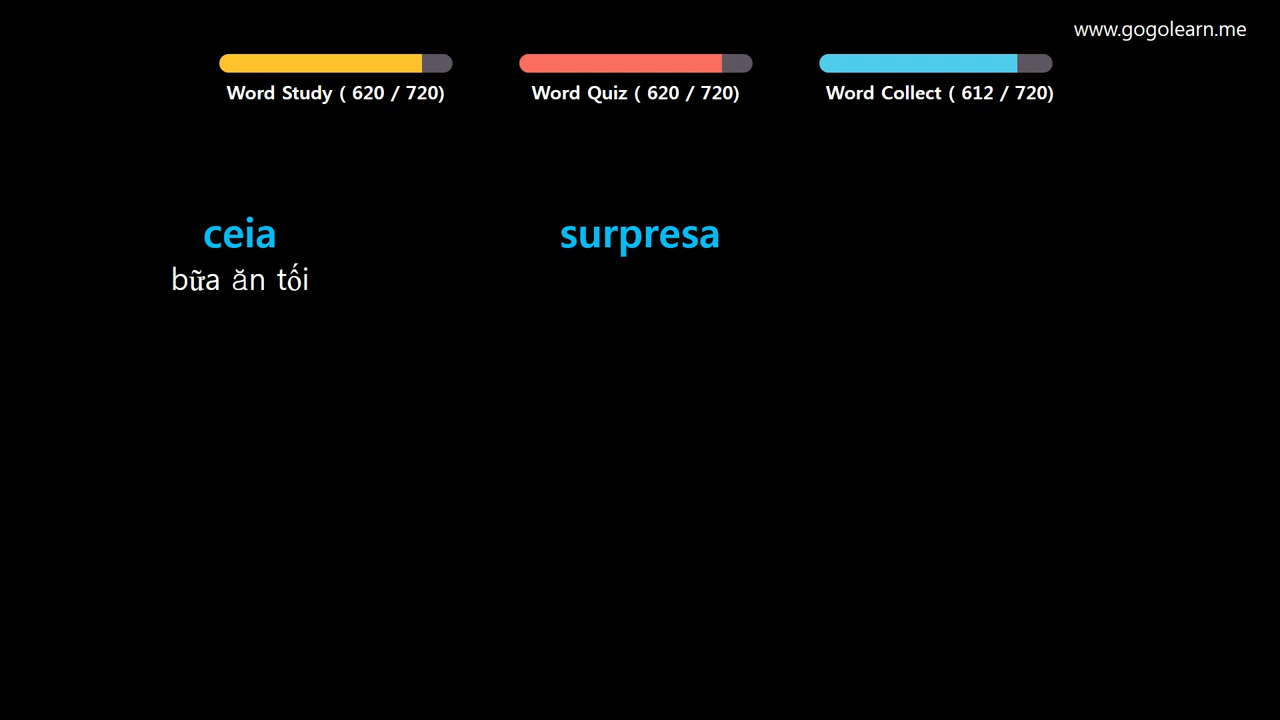 www.gogolearn.me
Word Study ( 620 / 720)
Word Quiz ( 620 / 720)
Word Collect ( 612 / 720)
ceia
bữa ăn tối
surpresa